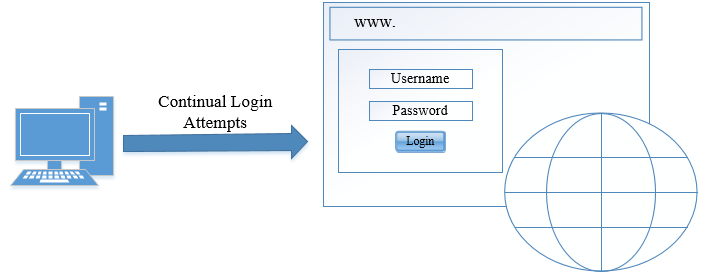 www.
Username
Continual Login
Attempts
Password
Login